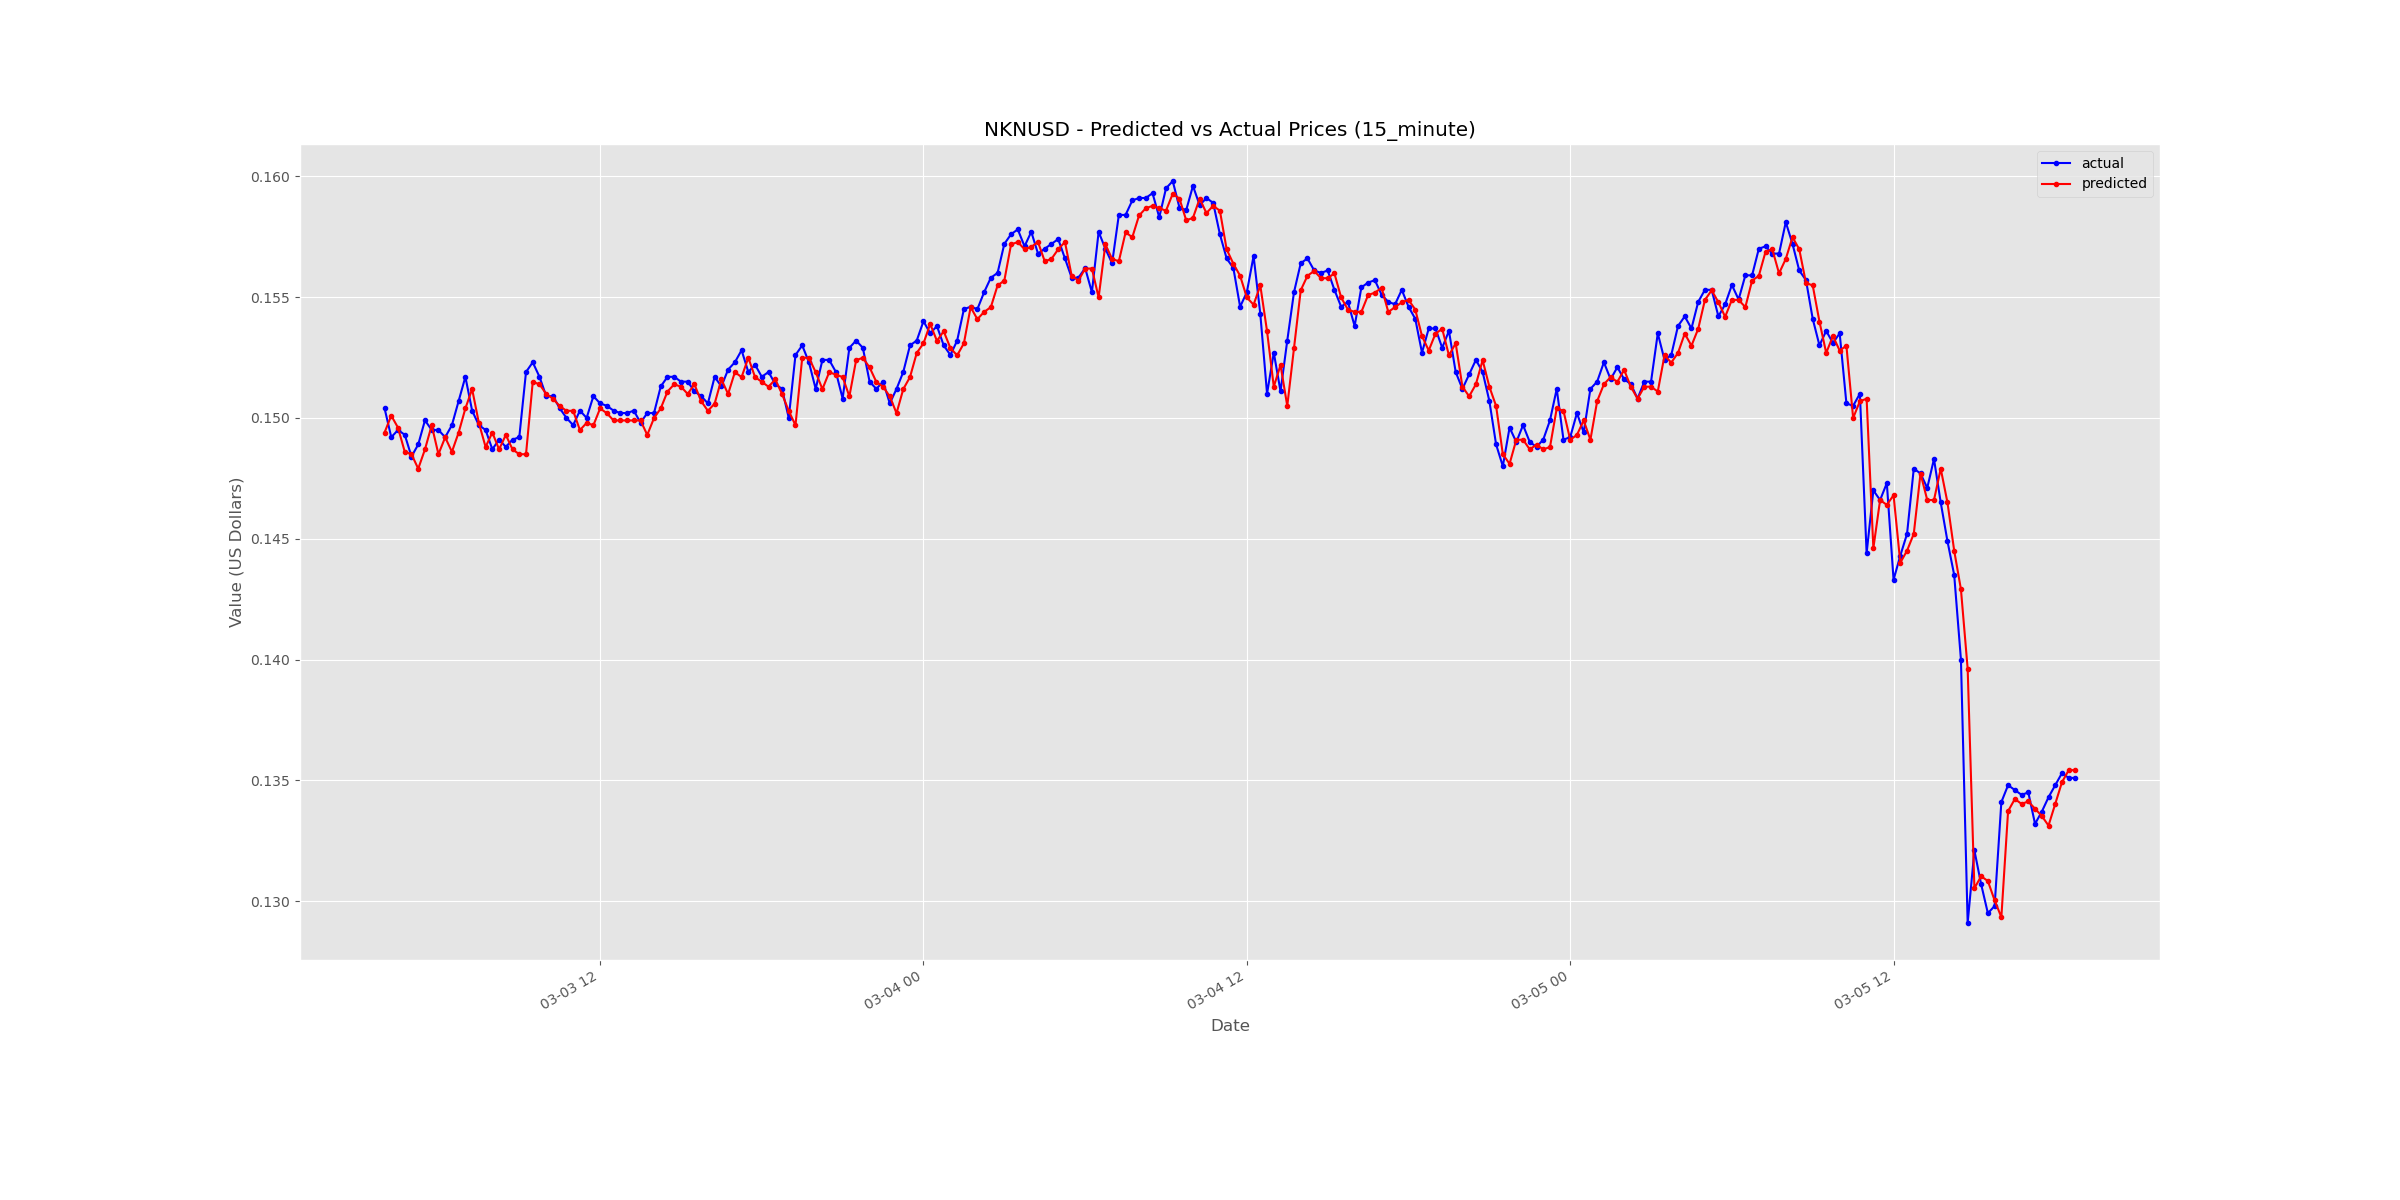 NKNUSD - Predicted vs Actual Prices (15_minute)
actual
predicted
0.160
0.155
0.150
0.145
0.140
0.135
0.130
Value (US Dollars)
03-03 12
03-04 00
03-04 12
03-05 00
03-05 12
Date